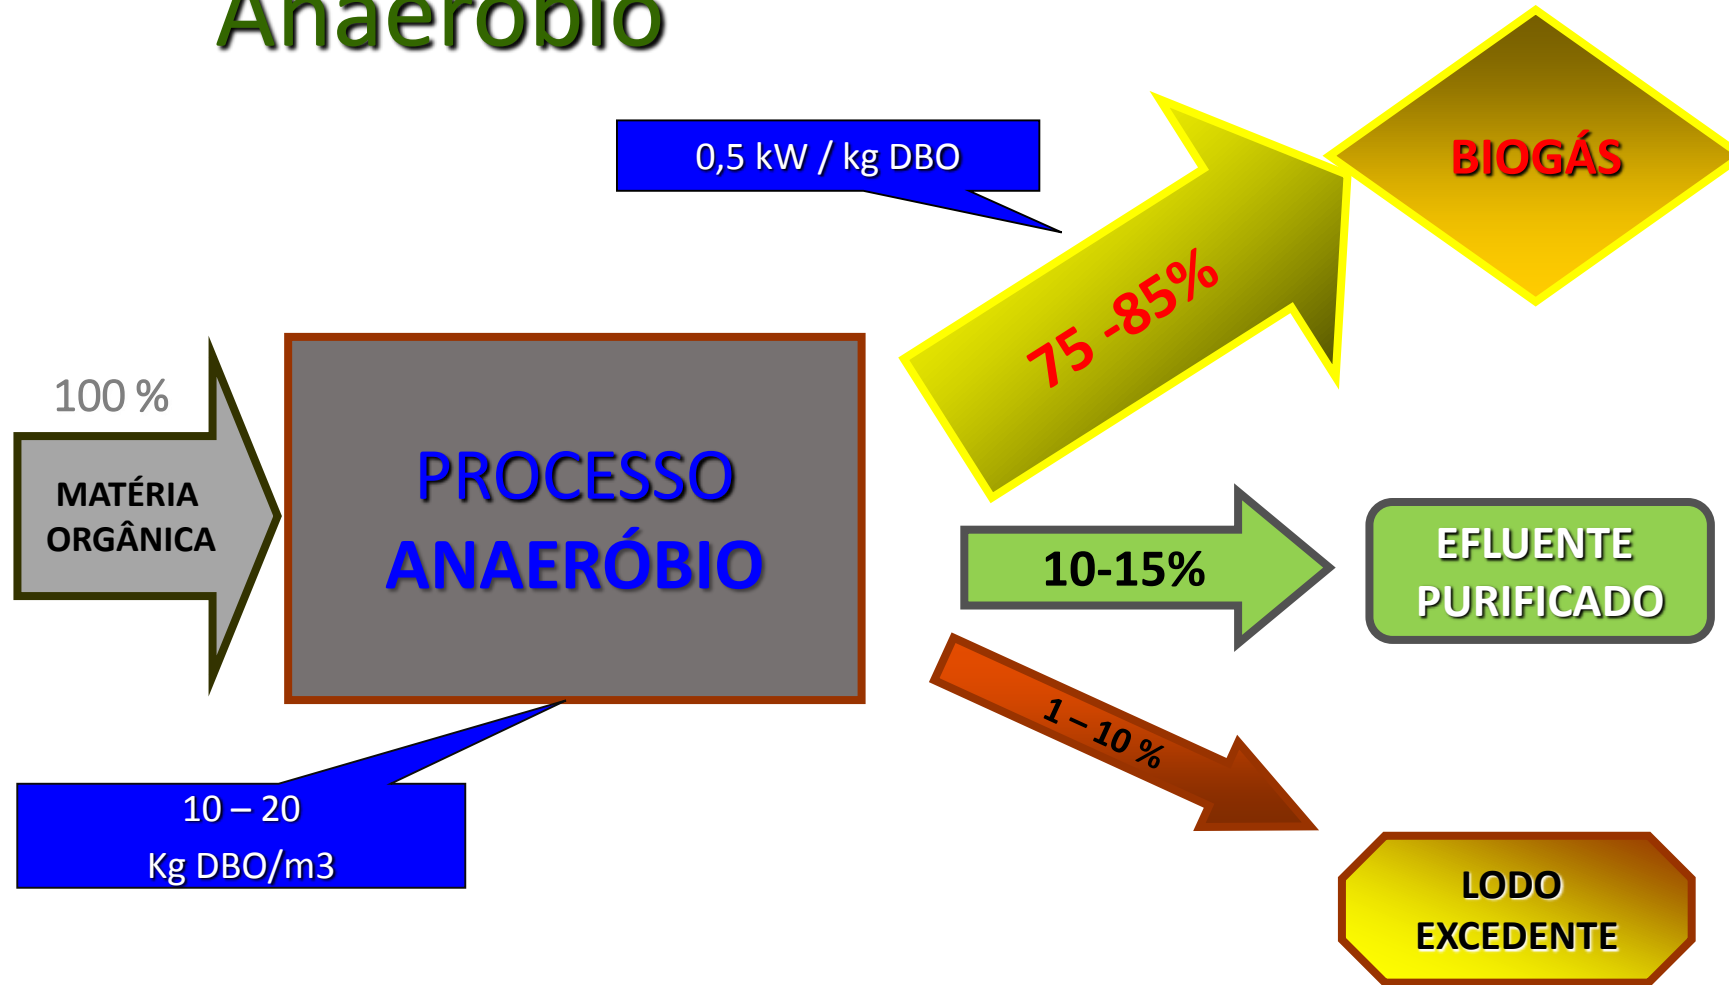 Anaeróbio
0,5 kW / kg DBO
BIOGÁS
75 -85%
100 %
MATÉRIA
ORGÂNICA
PROCESSO
ANAERÓBIO
10-15%
EFLUENTE
PURIFICADO
1 – 10 %
10 – 20
Kg DBO/m3
LODO
EXCEDENTE